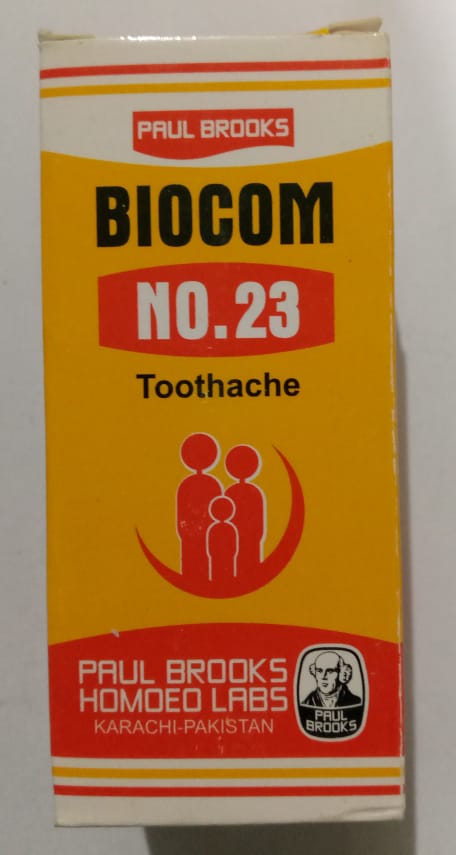 PAUL BROOKS
BIOCOM
NO.23
Toothache
PAUL BROOKS
HOMOEO LABS
KARACHI-PAKISTAN
PAUL
BROOKS